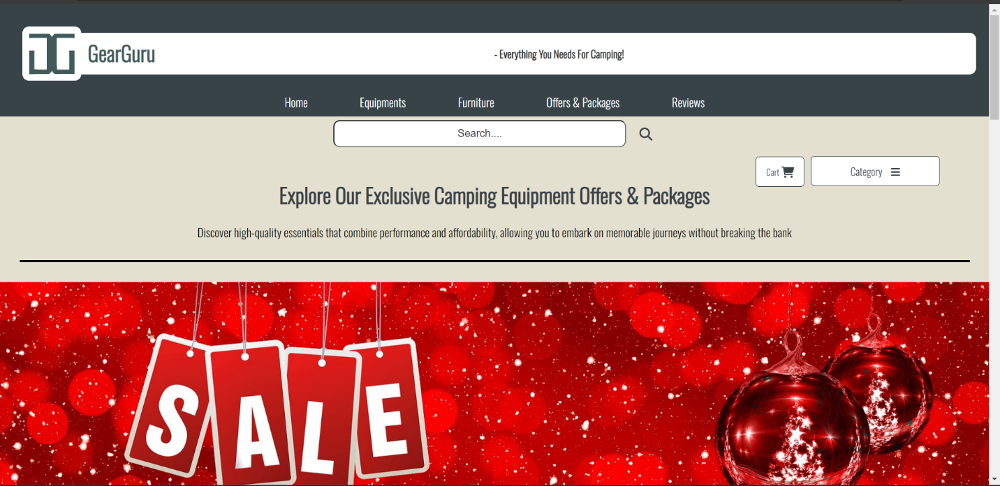 GearGuru
- Everything You Needs For Camping!
Home Equipments Furniture Offers & Packages Reviews
Search....
Cart Category
Explore Our Exclusive Camping Equipment Offers & Packages
Discover high-quality essentials that combine performance and affordability, allowing you to embark on memorable journeys without breaking the bank
SALE